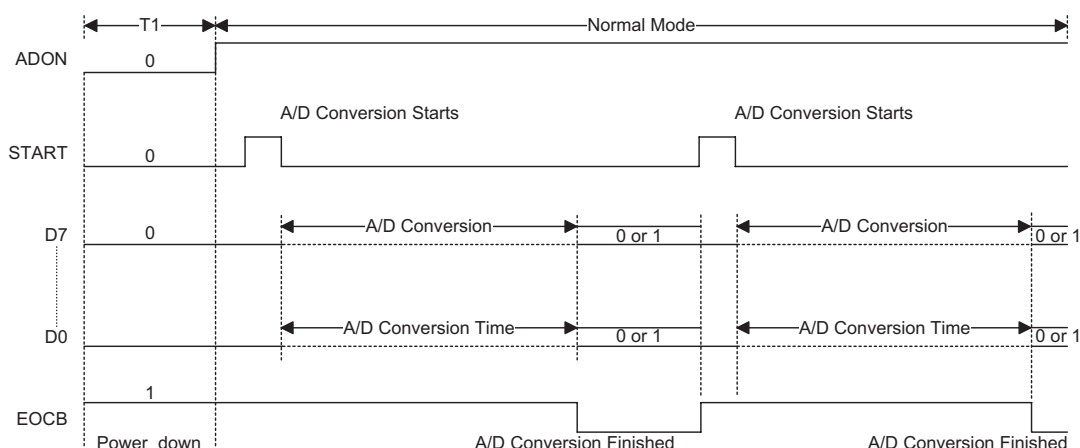 T1 Normal Mode
ADON 0
A/D Conversion Starts A/D Conversion Starts
START 0
A/D Conversion A/D Conversion
D7 0 0 or 1 0 or 1
A/D Conversion Time A/D Conversion Time
D0 0 or 1 0 or 1
1
EOCB
Power down A/D Conversion Finished A/D Conversion Finished